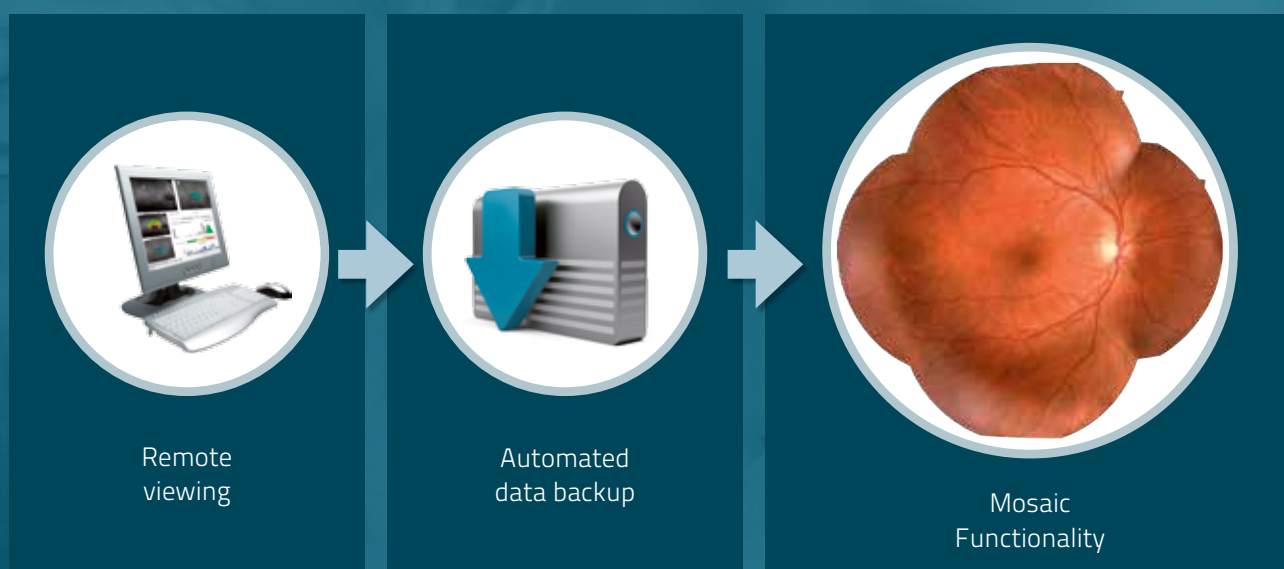 Remote
viewing
Automated
data backup
Mosaic
Functionality